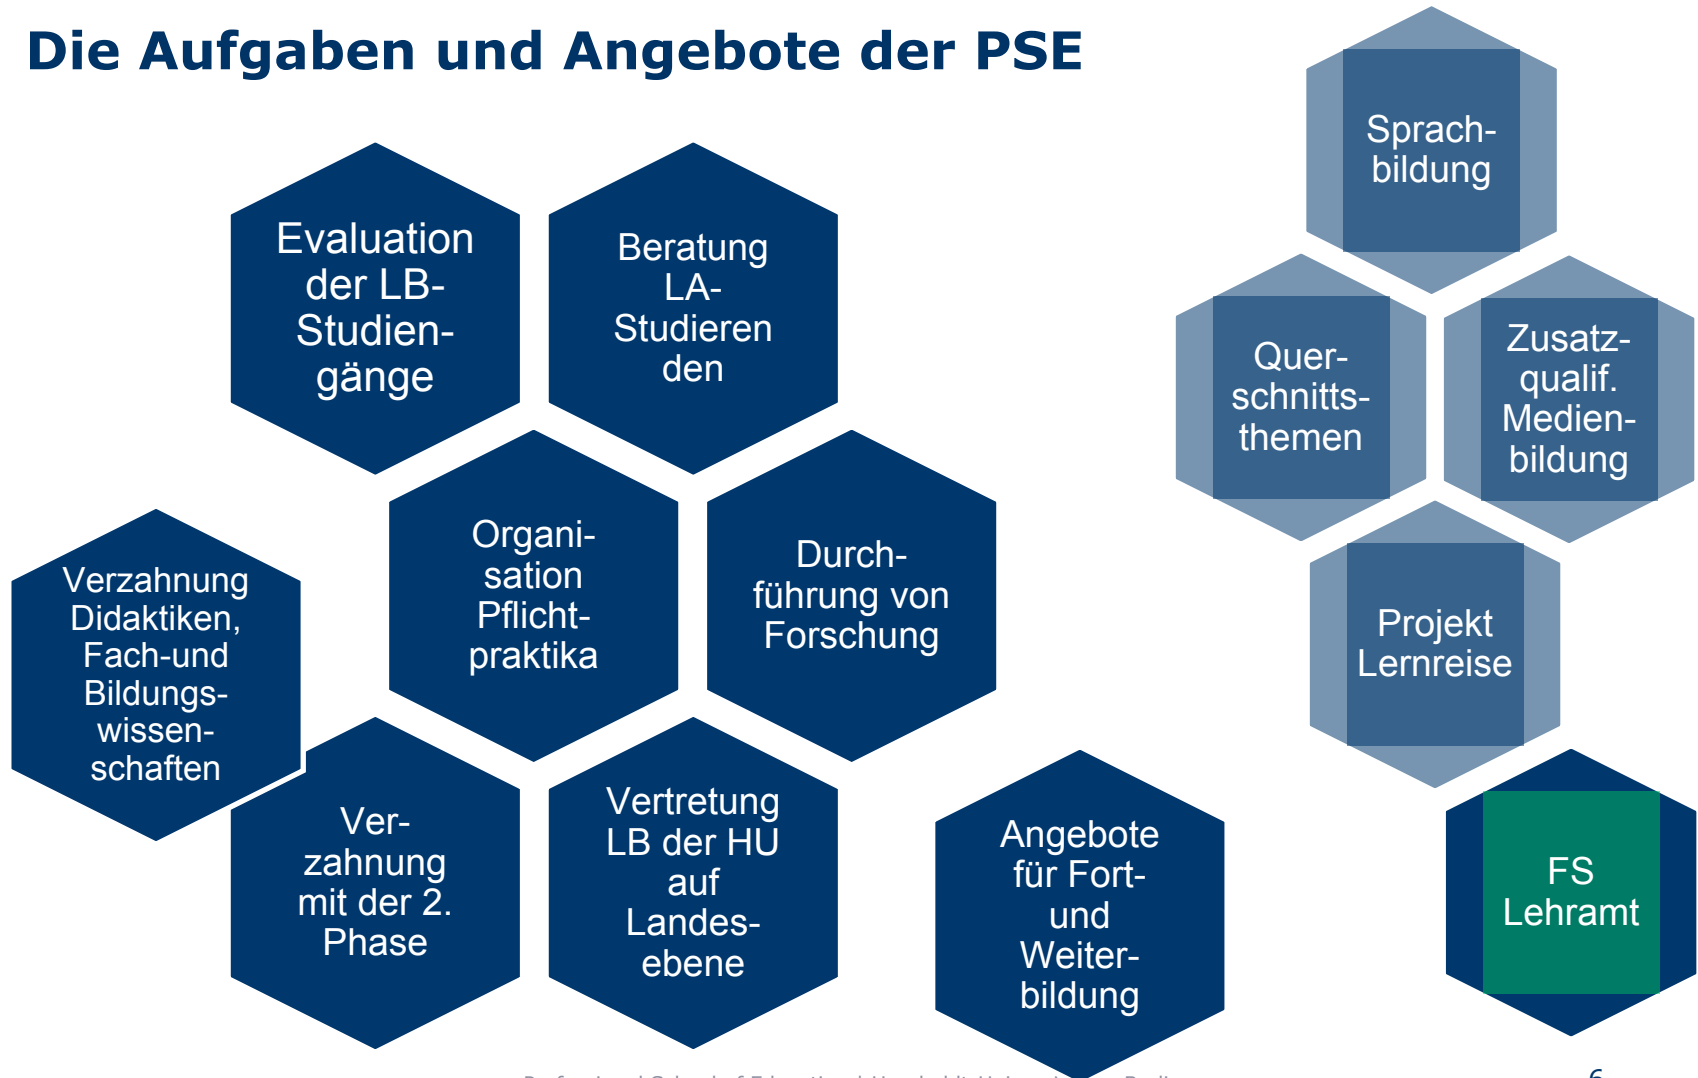 Die Aufgaben und Angebote der PSE
Evaluation
der LB-
Studien-
gänge
Beratung
LA-
Studieren
den
Organi-
sation
Pflicht-
praktika
Durch-
führung von
Forschung
Verzahnung
Didaktiken,
Fach-und
Bildungs-
wissen-
schaften
Ver-
zahnung
mit der 2.
Phase
Vertretung
LB der HU
auf
Landes-
ebene
Angebote
für Fort-
und
Weiter-
bildung
Sprach-
bildung
Quer-
schnitts-
themen
Zusatz-
qualif.
Medien-
bildung
Projekt
Lernreise
FS
Lehramt